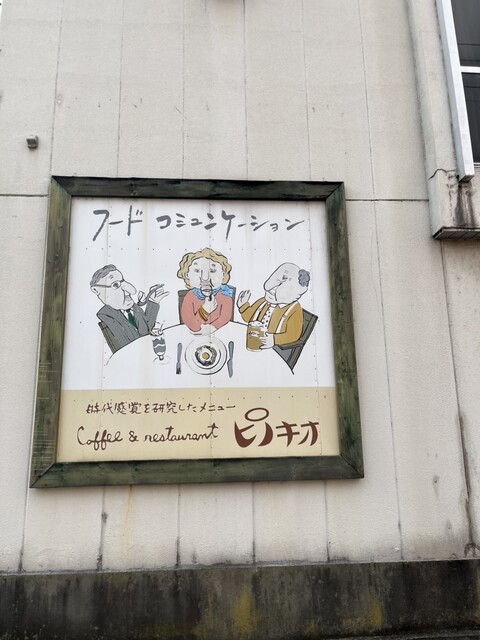 フード コミュニケーション
時代感覚を研究したメニュー
Coffee & restaurant ピノキオ